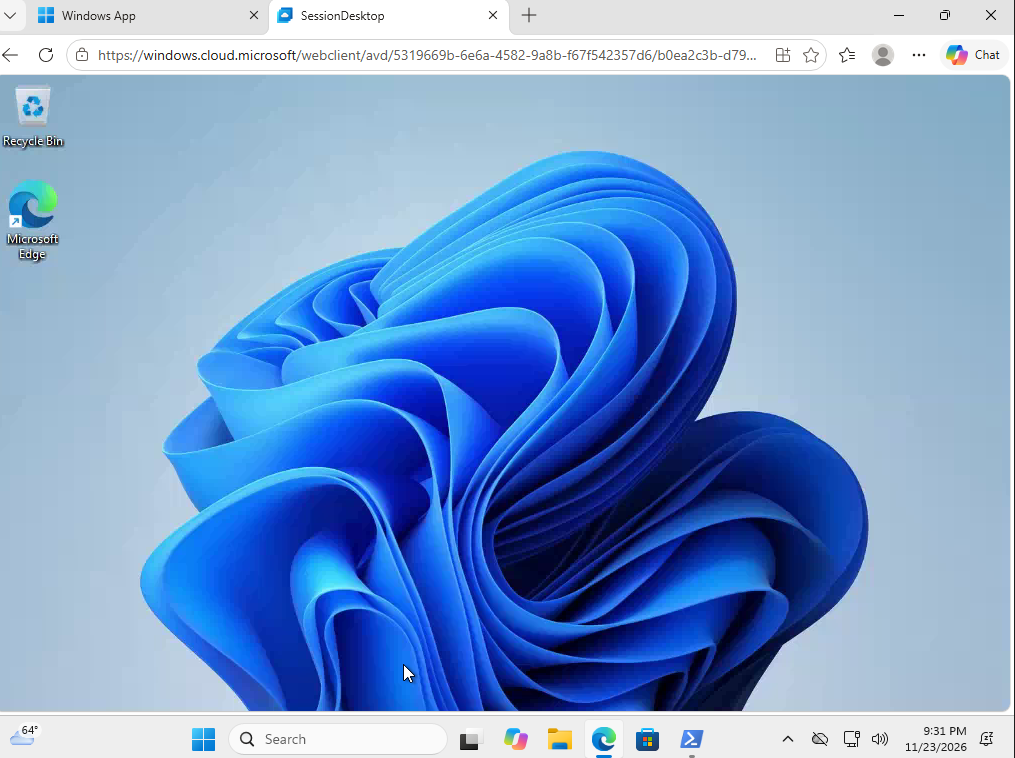 Windows App
SessionDesktop
https://windows.cloud.microsoft/webclient/avd/5319669b-6e6a-4582-9a8b-f67f542357d6/b0ea2c3b-d79...
Chat
Recycle Bin
Microsoft
Edge
64°
Search
9:31 PM
11/23/2026